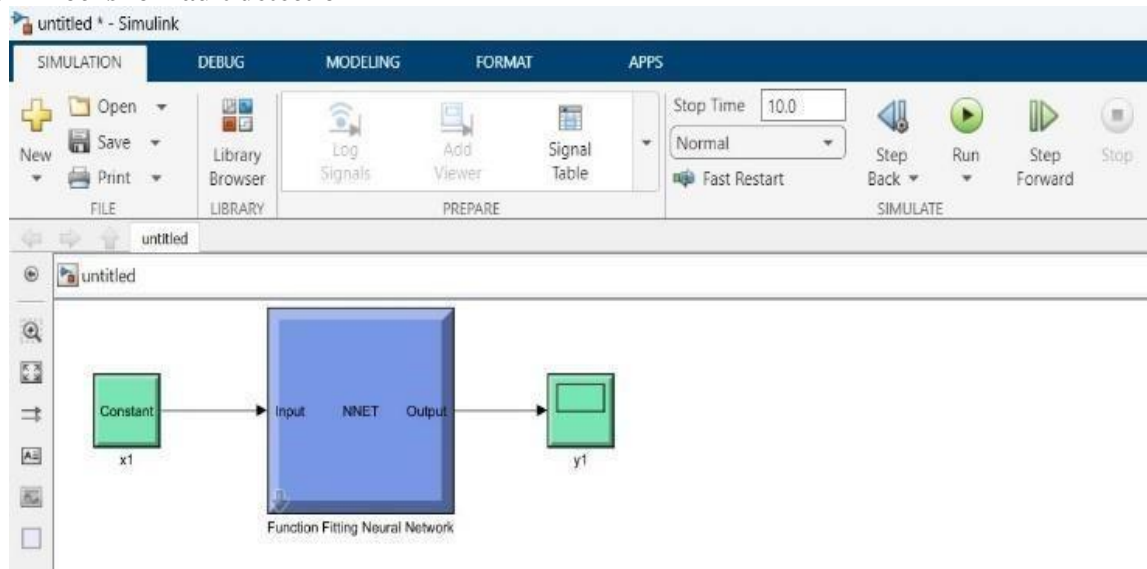 untitled * - Simulink
SIMULATION DEBUG MODELING FORMAT APPS
New
Open
Save
Print
FILE
Library
Browser
LIBRARY
Log
Signals
Add
Viewer
Signal
Table
PREPARE
Stop Time 10.0
Normal
Fast Restart
Step
Back
Run
Step
Forward
Stop
SIMULATE
untitled
untitled
Constant
x1
Input NNET Output
Function Fitting Neural Network
y1